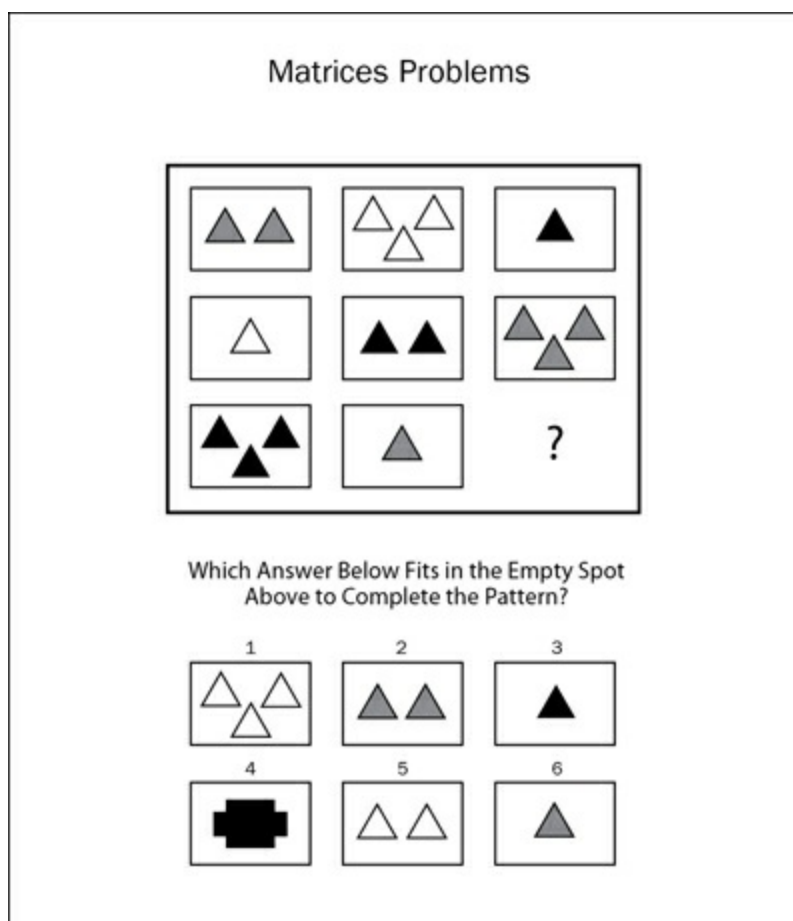 Matrices Problems
?
Which Answer Below Fits in the Empty Spot
Above to Complete the Pattern?
1 2 3
4 5 6